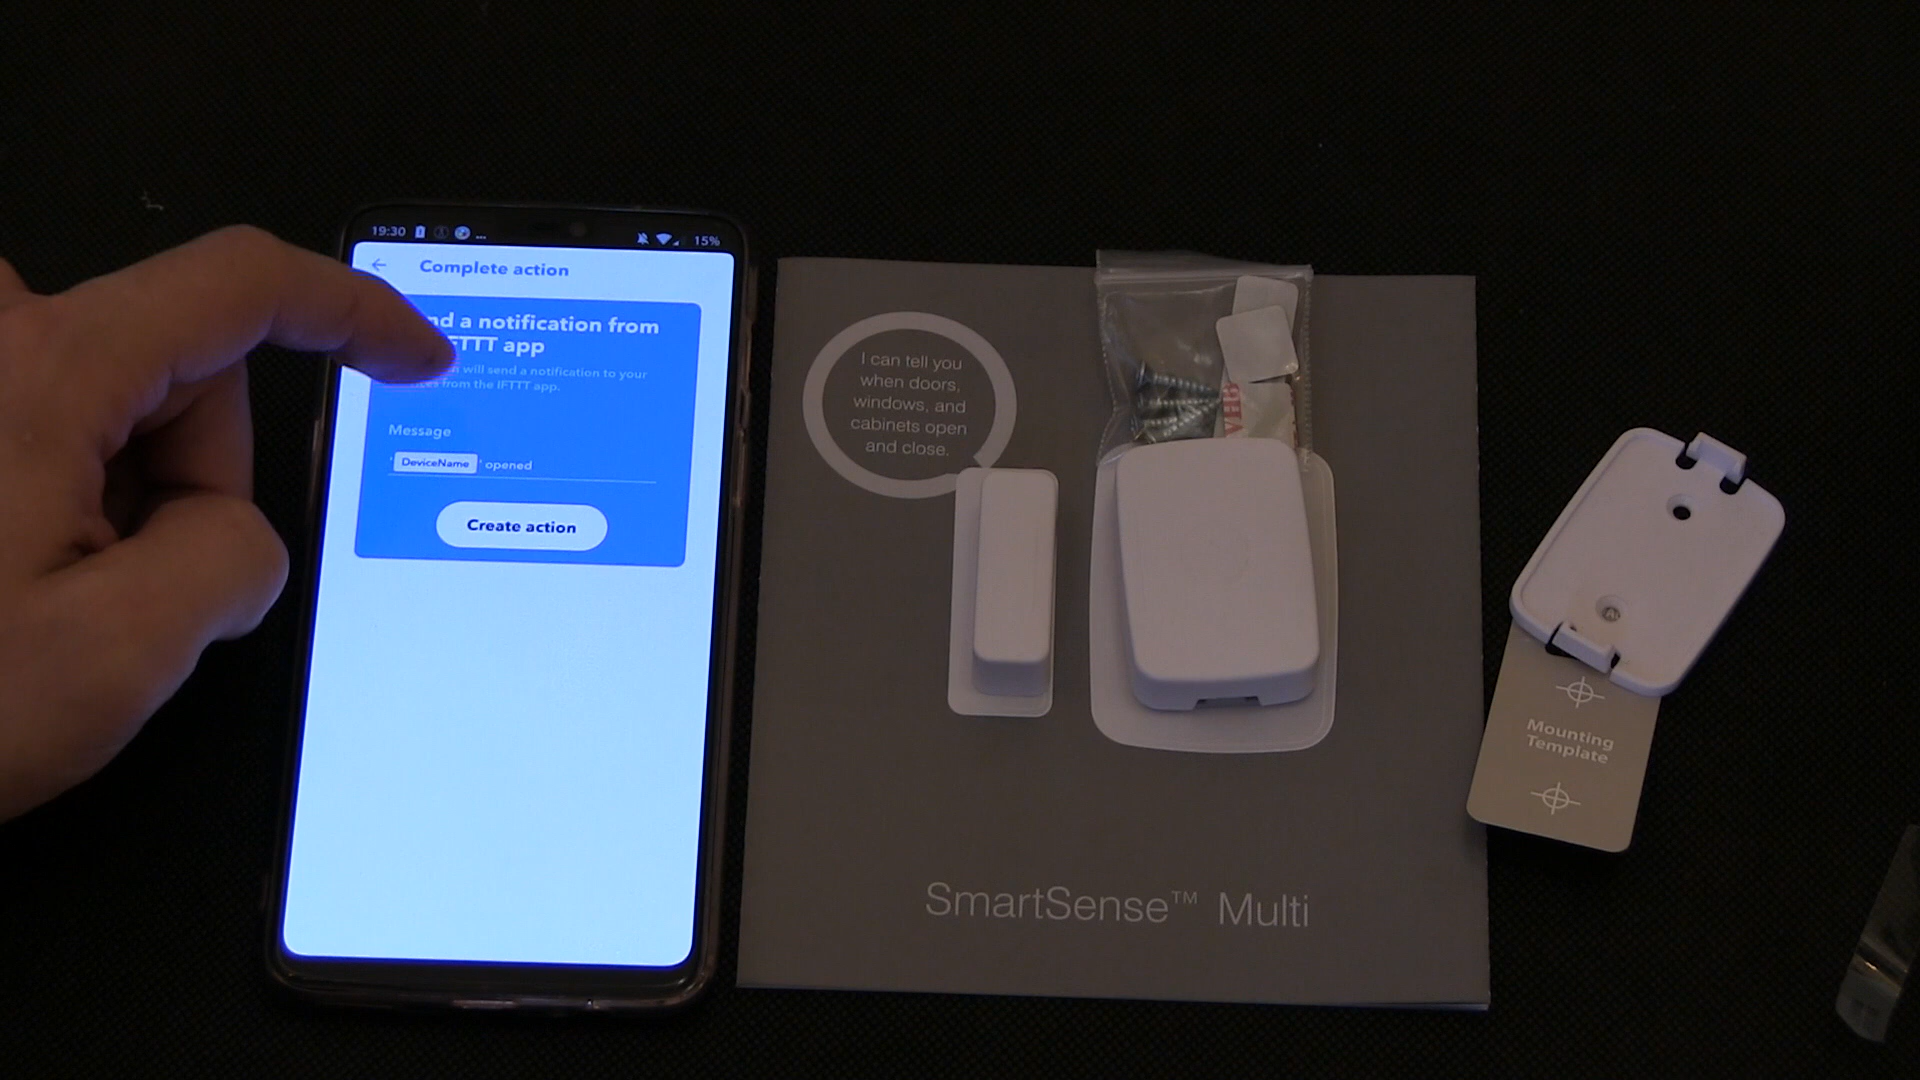 19:30
15%
Complete action
nd a notification from
FTTT app
will send a notification to your
from the IFTTT app.
Message
' DeviceName ' opened
Create action
I can tell you
when doors,
windows, and
cabinets open
and close.
SmartSense™ Multi
Mounting
Template